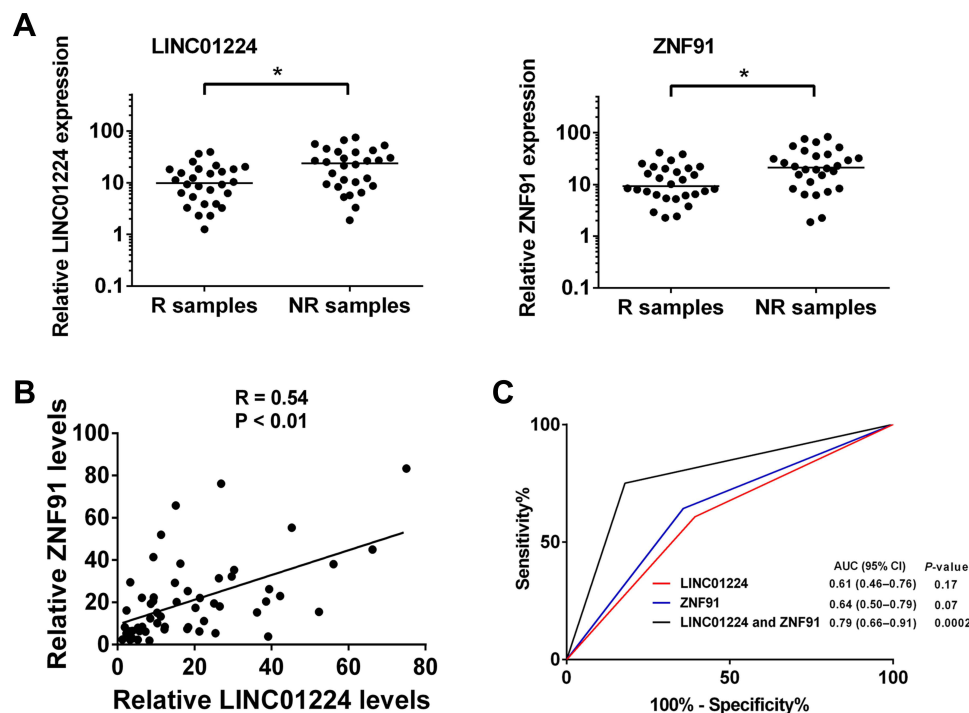 A
LINC01224
*
Relative LINC01224 expression
100
10
1
0.1
R samples NR samples
ZNF91
*
Relative ZNF91 expression
100
10
1
0.1
R samples NR samples
B
R = 0.54
P < 0.01
Relative ZNF91 levels
100
80
60
40
20
0
0 20 40 60 80
Relative LINC01224 levels
C
Sensitivity%
100
50
0
0 50 100
100% - Specificity%
AUC (95% CI) P-value
LINC01224 0.61 (0.46–0.76) 0.17
ZNF91 0.64 (0.50–0.79) 0.07
LINC01224 and ZNF91 0.79 (0.66–0.91) 0.0002